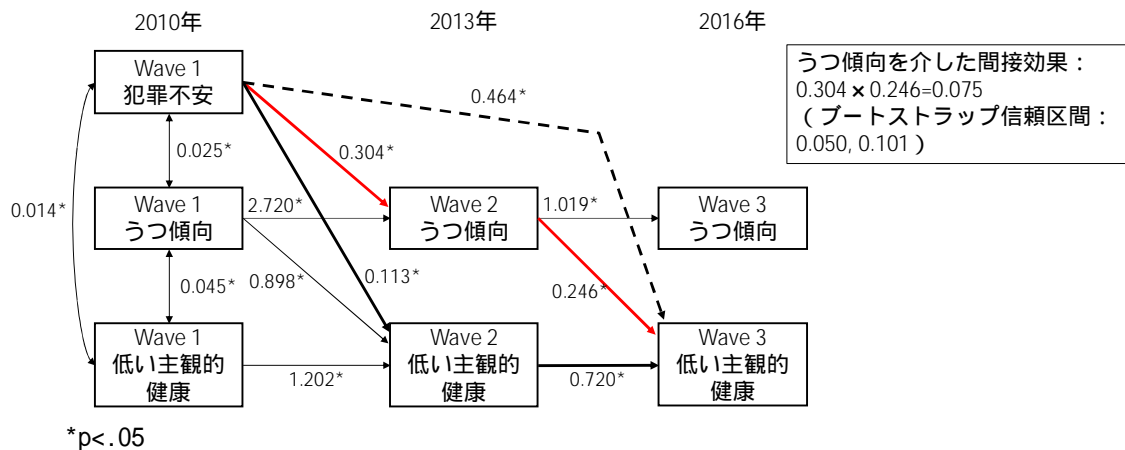 2010年
2013年
2016年
Wave 1
犯罪不安
うつ傾向を介した間接効果：
0.304×0.246=0.075
（ブートストラップ信頼区間：
0.050, 0.101）
0.464*
0.304*
0.025*
0.014*
Wave 1
うつ傾向
2.720*
Wave 2
うつ傾向
1.019*
Wave 3
うつ傾向
0.045*
0.898*
0.113*
0.246*
Wave 1
低い主観的
健康
1.202*
Wave 2
低い主観的
健康
0.720*
Wave 3
低い主観的
健康
*p<.05